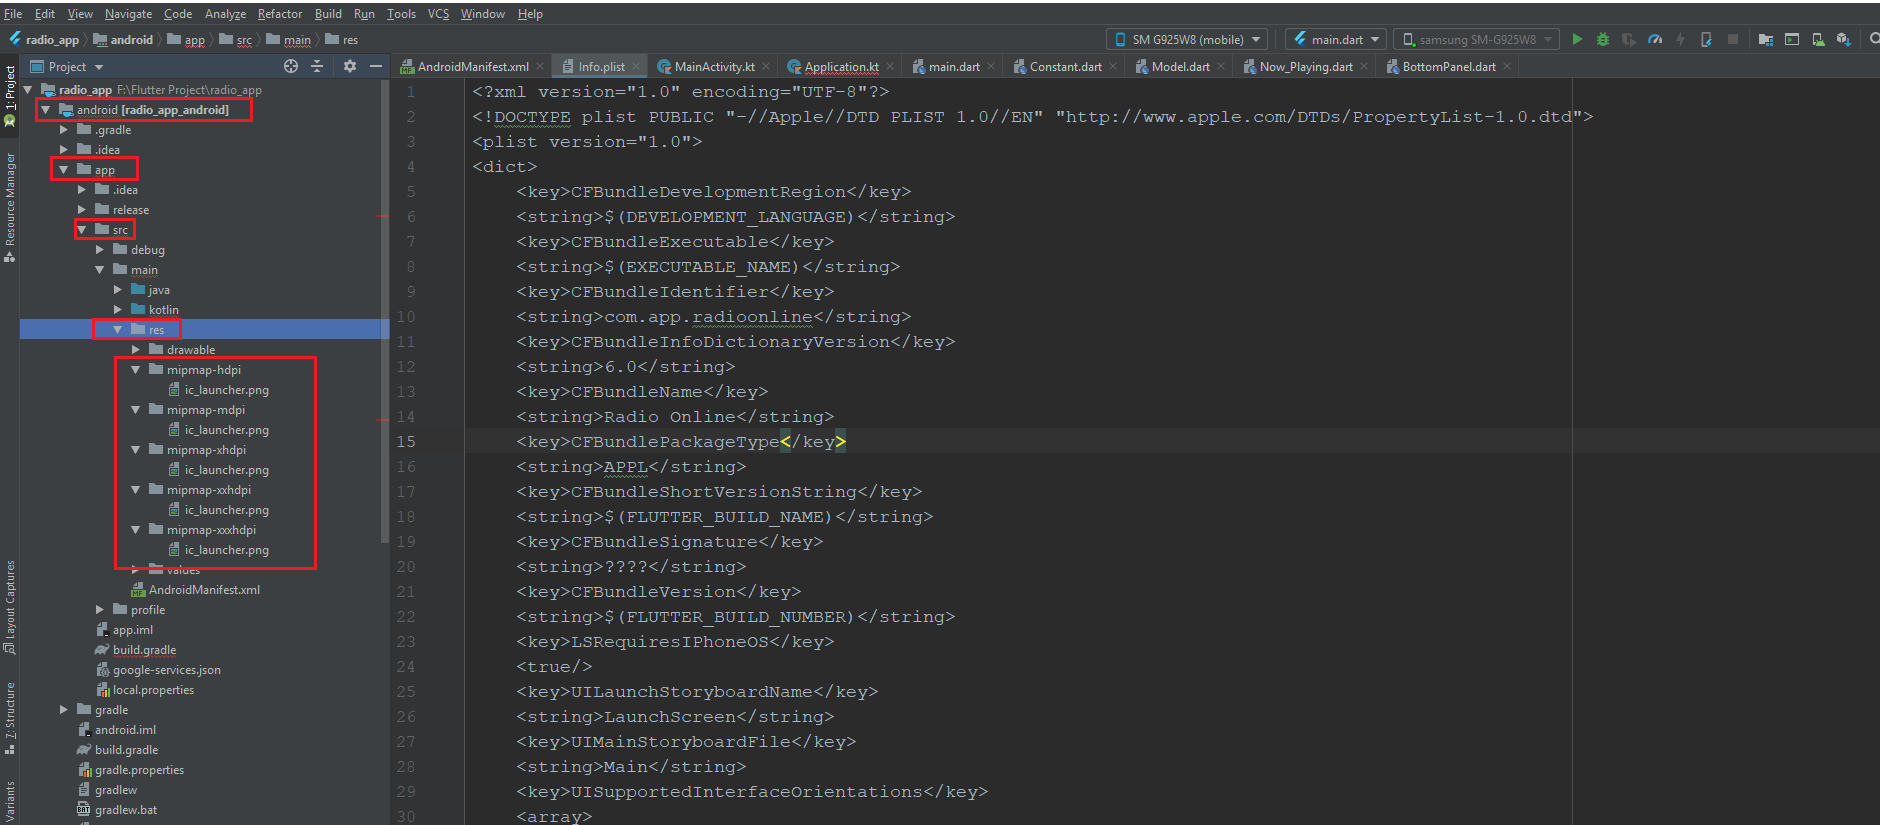 File Edit View Navigate Code Analyze Refactor Build Run Tools VCS Window Help
radio_app android app src main res SM G925W8 (mobile) main.dart samsung SM-G925W8
Project AndroidManifest.xml Info.plist MainActivity.kt Application.kt main.dart Constant.dart Model.dart Now_Playing.dart BottomPanel.dart
1: Project
Resource Manager
Layout Captures
7: Structure
Variants
radio_app F:\Flutter Project\radio_app
android [radio_app_android]
.gradle
.idea
app
.idea
release
src
debug
main
java
kotlin
res
drawable
mipmap-hdpi
ic_launcher.png
mipmap-mdpi
ic_launcher.png
mipmap-xhdpi
ic_launcher.png
mipmap-xxhdpi
ic_launcher.png
mipmap-xxxhdpi
ic_launcher.png
values
AndroidManifest.xml
profile
app.iml
build.gradle
google-services.json
local.properties
gradle
android.iml
build.gradle
gradle.properties
gradlew
gradlew.bat
1 <?xml version="1.0" encoding="UTF-8"?>
2 <!DOCTYPE plist PUBLIC "-//Apple//DTD PLIST 1.0//EN" "http://www.apple.com/DTDs/PropertyList-1.0.dtd">
3 <plist version="1.0">
4 <dict>
5 <key>CFBundleDevelopmentRegion</key>
6 <string>$(DEVELOPMENT_LANGUAGE)</string>
7 <key>CFBundleExecutable</key>
8 <string>$(EXECUTABLE_NAME)</string>
9 <key>CFBundleIdentifier</key>
10 <string>com.app.radioonline</string>
11 <key>CFBundleInfoDictionaryVersion</key>
12 <string>6.0</string>
13 <key>CFBundleName</key>
14 <string>Radio Online</string>
15 <key>CFBundlePackageType</key>
16 <string>APPL</string>
17 <key>CFBundleShortVersionString</key>
18 <string>$(FLUTTER_BUILD_NAME)</string>
19 <key>CFBundleSignature</key>
20 <string>????</string>
21 <key>CFBundleVersion</key>
22 <string>$(FLUTTER_BUILD_NUMBER)</string>
23 <key>LSRequiresIPhoneOS</key>
24 <true/>
25 <key>UILaunchStoryboardName</key>
26 <string>LaunchScreen</string>
27 <key>UIMainStoryboardFile</key>
28 <string>Main</string>
29 <key>UISupportedInterfaceOrientations</key>
30 <array>